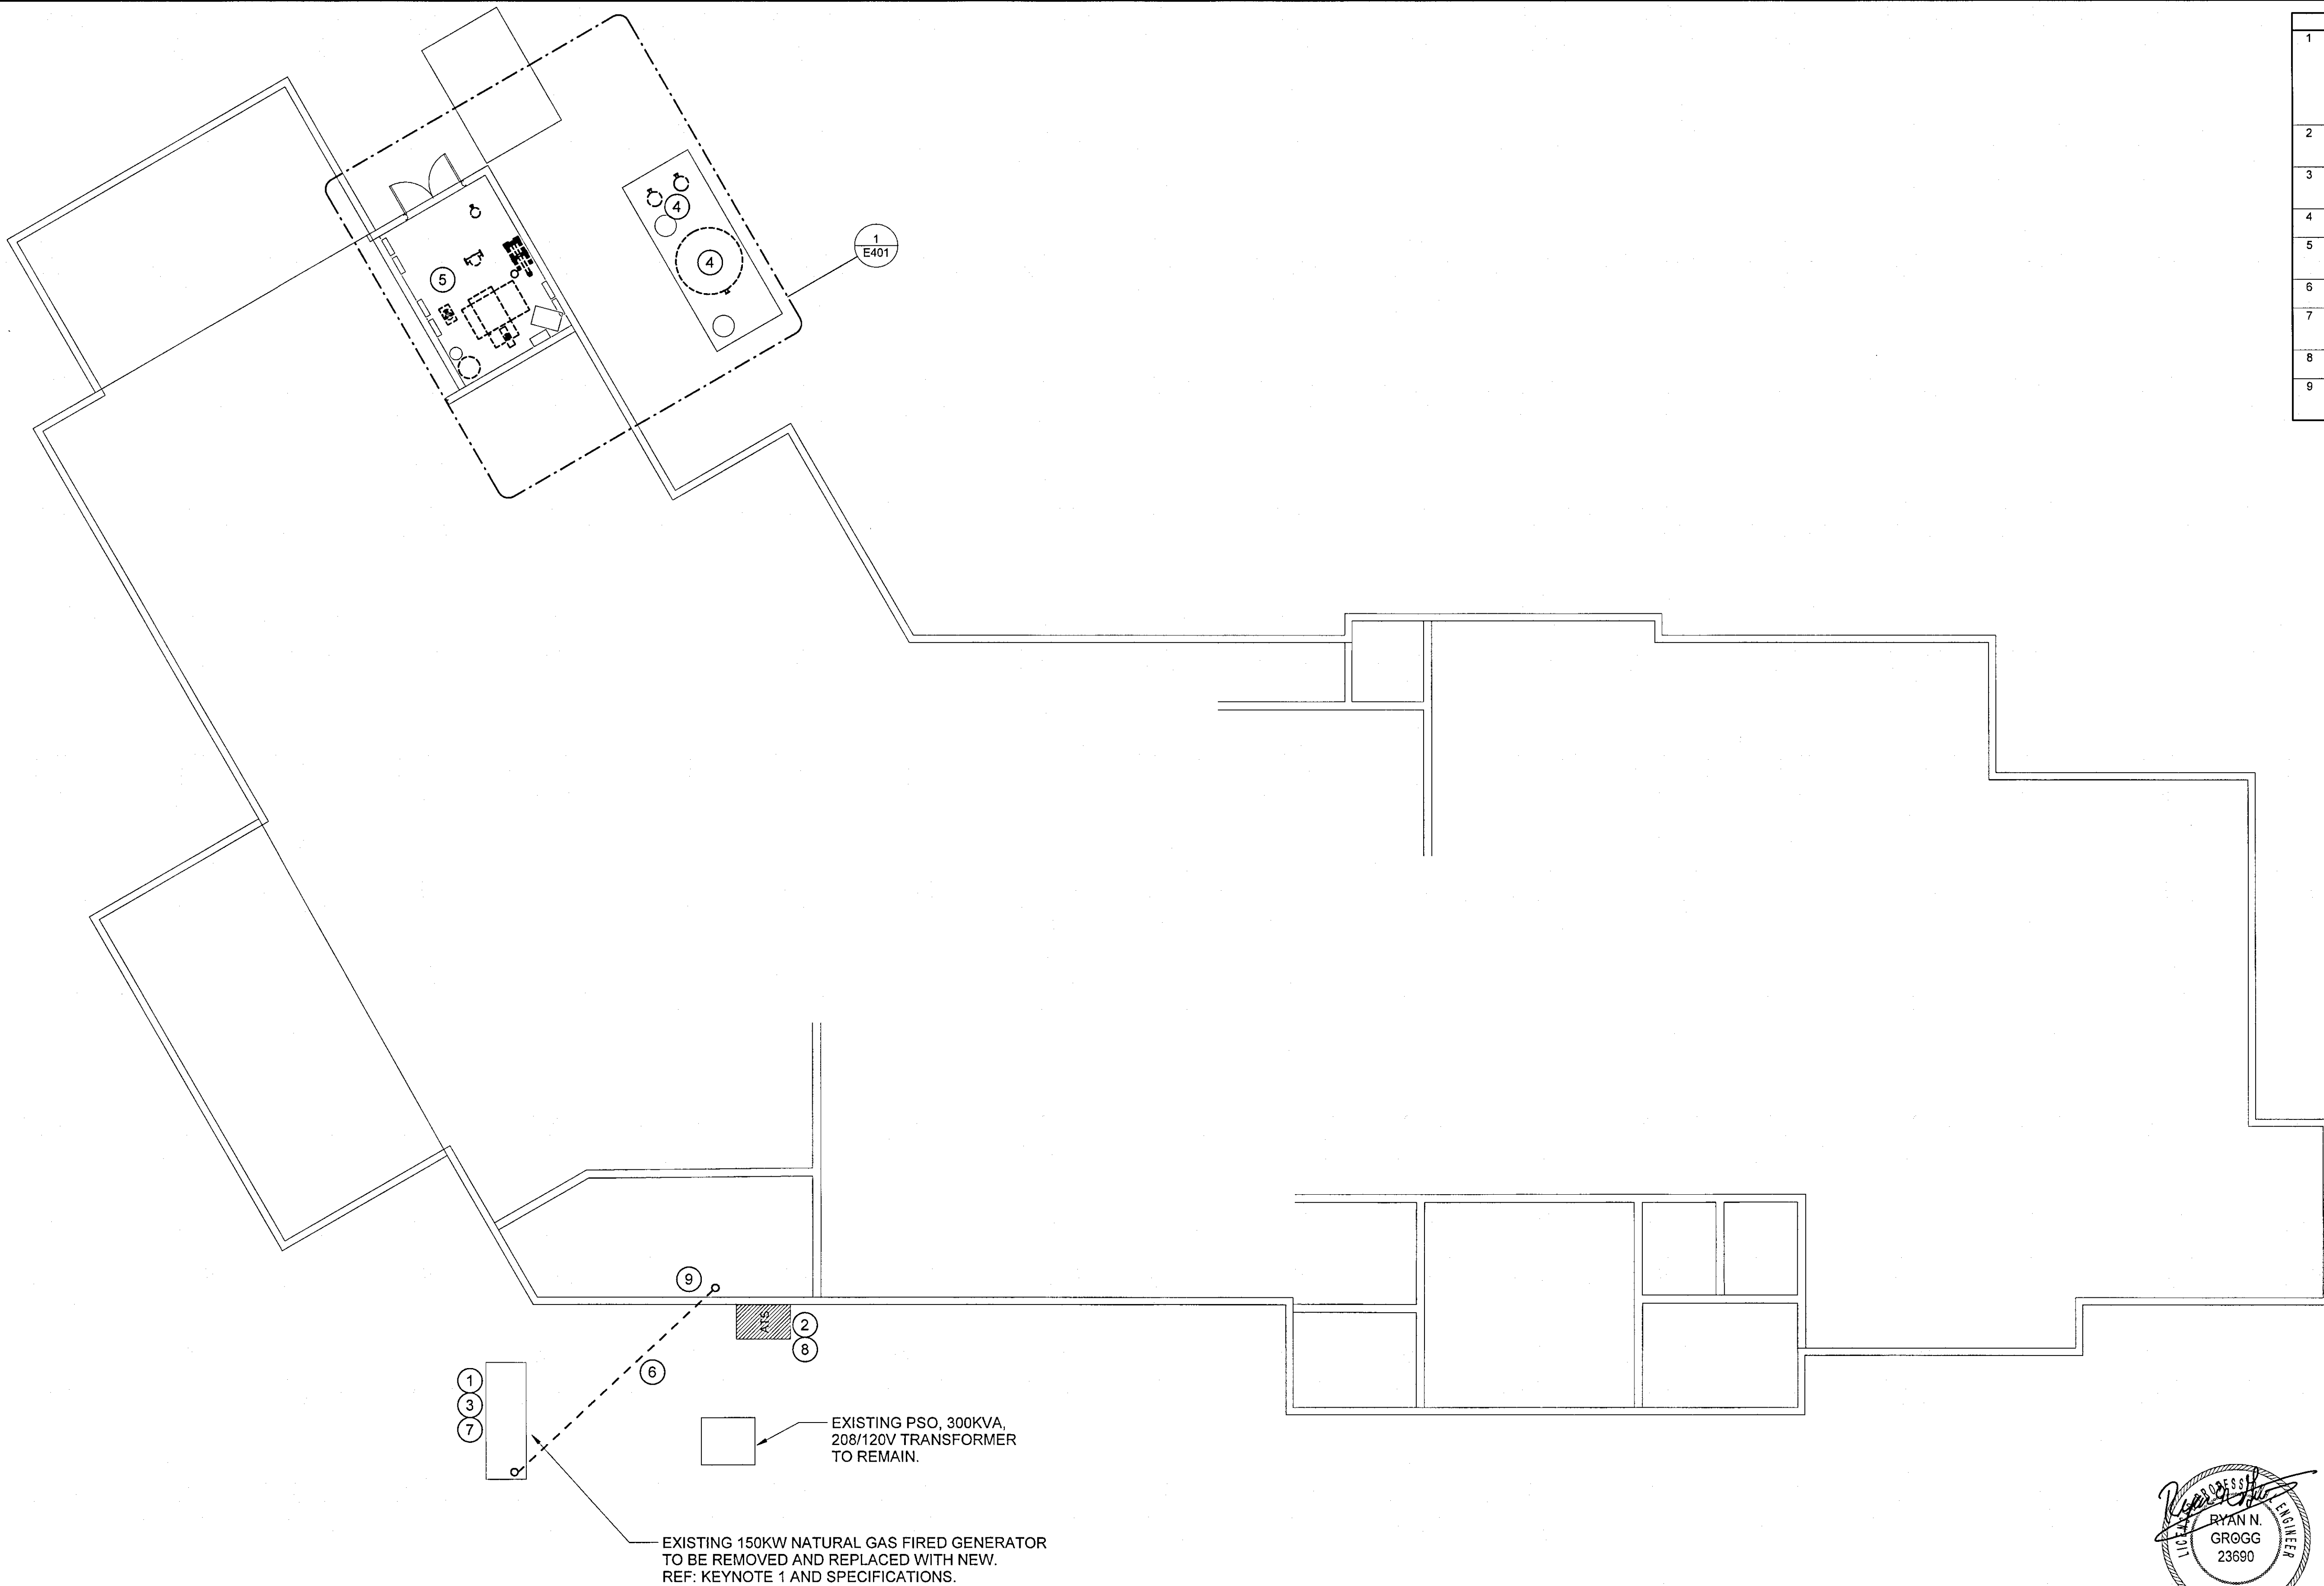 1
2
3
4
5
6
7
8
9
4
4
5
1
E401
9
ATS
2
8
6
1
3
7
EXISTING PSO, 300KVA,
208/120V TRANSFORMER
TO REMAIN.
EXISTING 150KW NATURAL GAS FIRED GENERATOR
TO BE REMOVED AND REPLACED WITH NEW.
REF: KEYNOTE 1 AND SPECIFICATIONS.
RYAN N.
GROGG
23690
ENGINEER